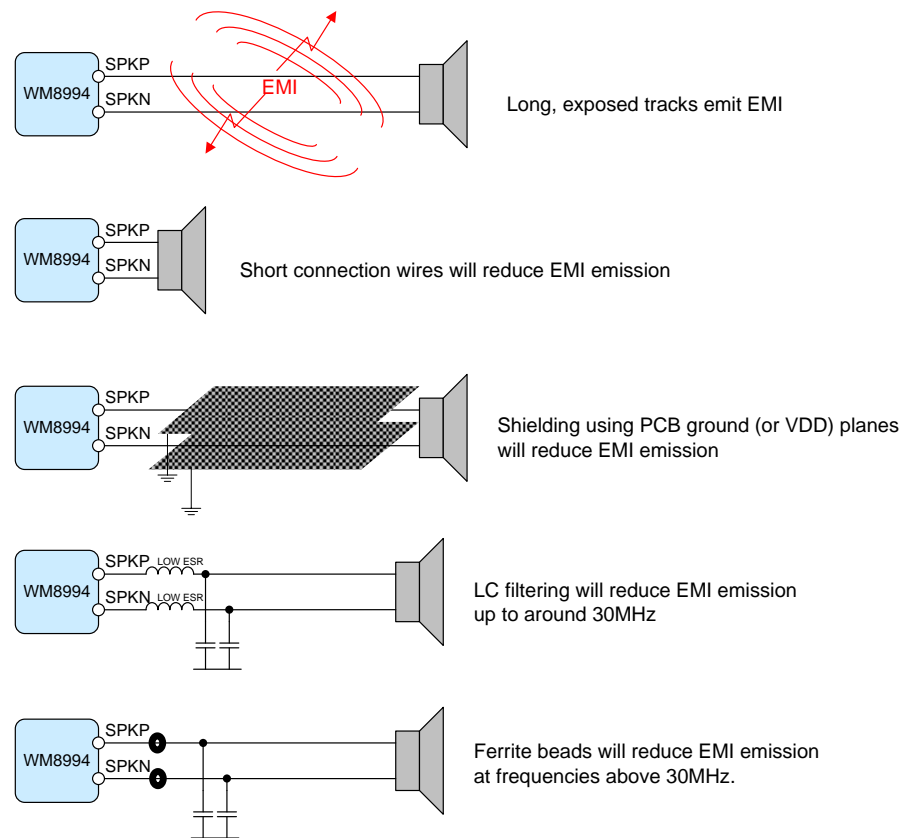 WM8994
SPKP
SPKN
EMI
Long, exposed tracks emit EMI
WM8994
SPKP
SPKN
Short connection wires will reduce EMI emission
WM8994
SPKP
SPKN
Shielding using PCB ground (or VDD) planes
will reduce EMI emission
WM8994
SPKP LOW ESR
SPKN LOW ESR
LC filtering will reduce EMI emission
up to around 30MHz
WM8994
SPKP
SPKN
Ferrite beads will reduce EMI emission
at frequencies above 30MHz.